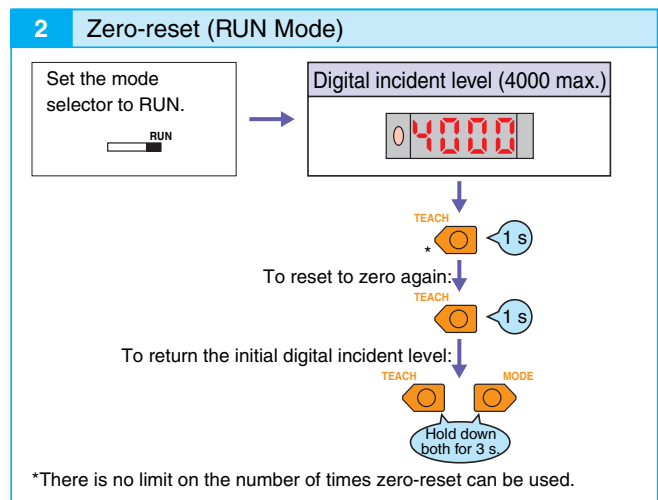 2 Zero-reset (RUN Mode)
Set the mode
selector to RUN.
RUN
Digital incident level (4000 max.)
4000
TEACH
* 1 s
To reset to zero again:
TEACH
1 s
To return the initial digital incident level:
TEACH MODE
Hold down
both for 3 s.
*There is no limit on the number of times zero-reset can be used.